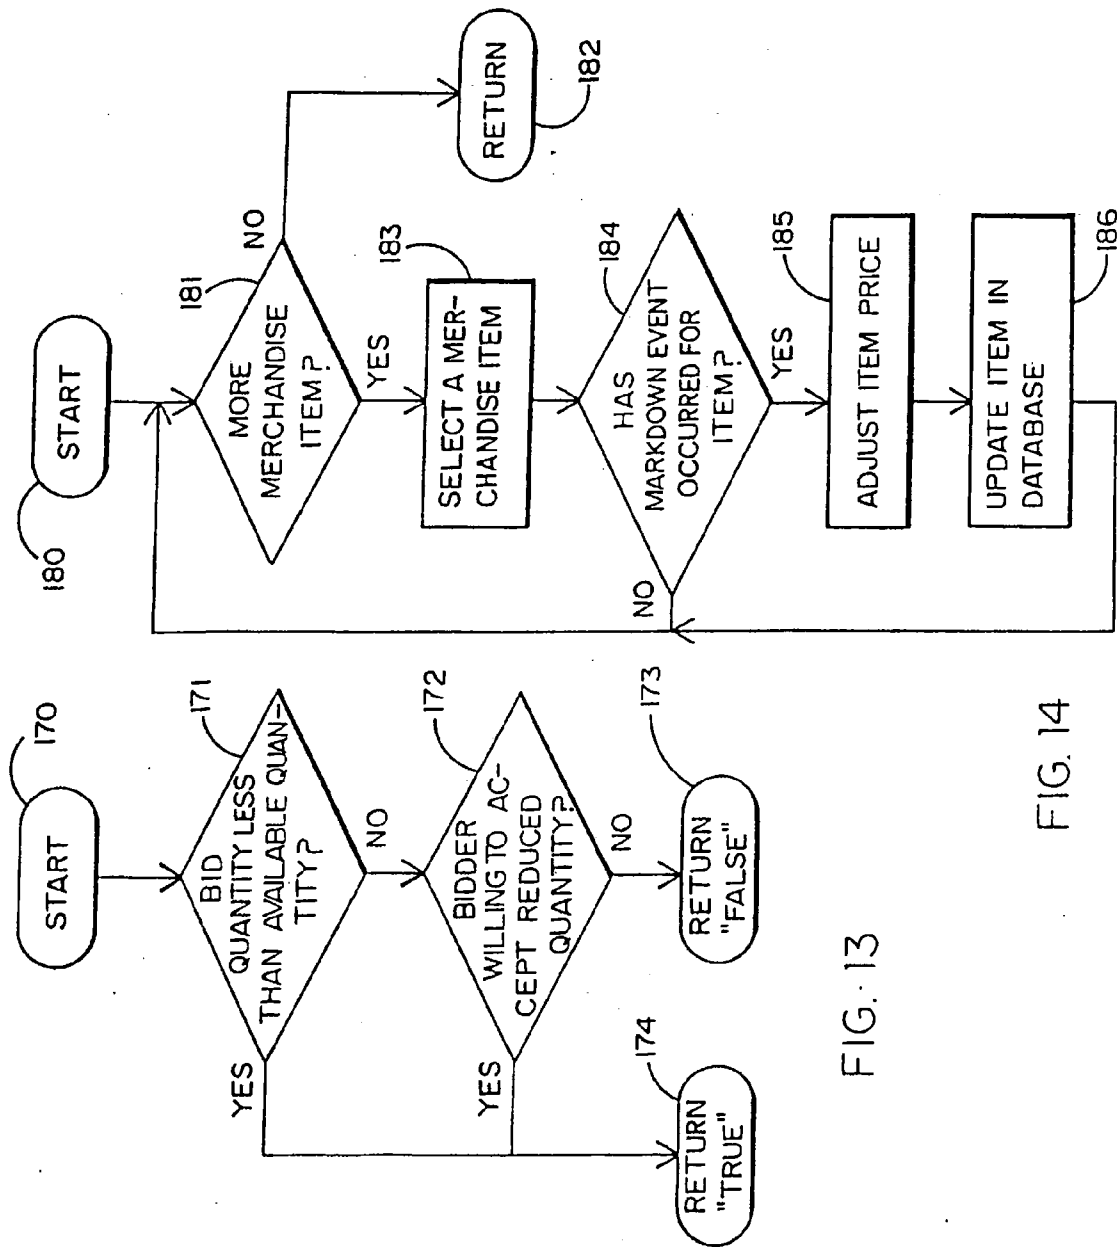 170
START
171
BID
QUANTITY LESS
THAN AVAILABLE QUAN-
TITY?
YES
NO
172
BIDDER
WILLING TO AC-
CEPT REDUCED
QUANTITY?
YES
NO
174
RETURN
"TRUE"
173
RETURN
"FALSE"
FIG. 13
180
START
181
MORE
MERCHANDISE
ITEM?
NO
YES
RETURN
182
183
SELECT A MER-
CHANDISE ITEM
184
HAS
MARKDOWN EVENT
OCCURRED FOR
ITEM?
NO
YES
185
ADJUST ITEM PRICE
UPDATE ITEM IN
DATABASE
186
FIG. 14